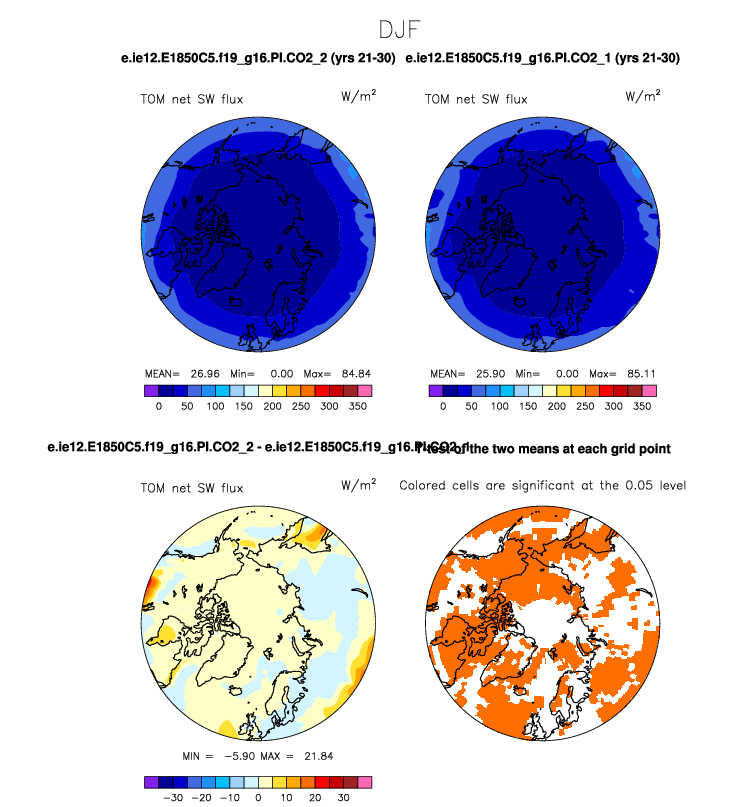 DJF
e.ie12.E1850C5.f19_g16.PI.CO2_2 (yrs 21-30) e.ie12.E1850C5.f19_g16.PI.CO2_1 (yrs 21-30)
TOM net SW flux W/m² TOM net SW flux W/m²
MEAN= 26.96 Min= 0.00 Max= 84.84 MEAN= 25.90 Min= 0.00 Max= 85.11
0 50 100 150 200 250 300 350 0 50 100 150 200 250 300 350
e.ie12.E1850C5.f19_g16.PI.CO2_2 - e.ie12.E1850C5.f19_g16.PI.CO2_1 T-test of the two means at each grid point
TOM net SW flux W/m² Colored cells are significant at the 0.05 level
MIN = -5.90 MAX = 21.84
-30 -20 -10 0 10 20 30